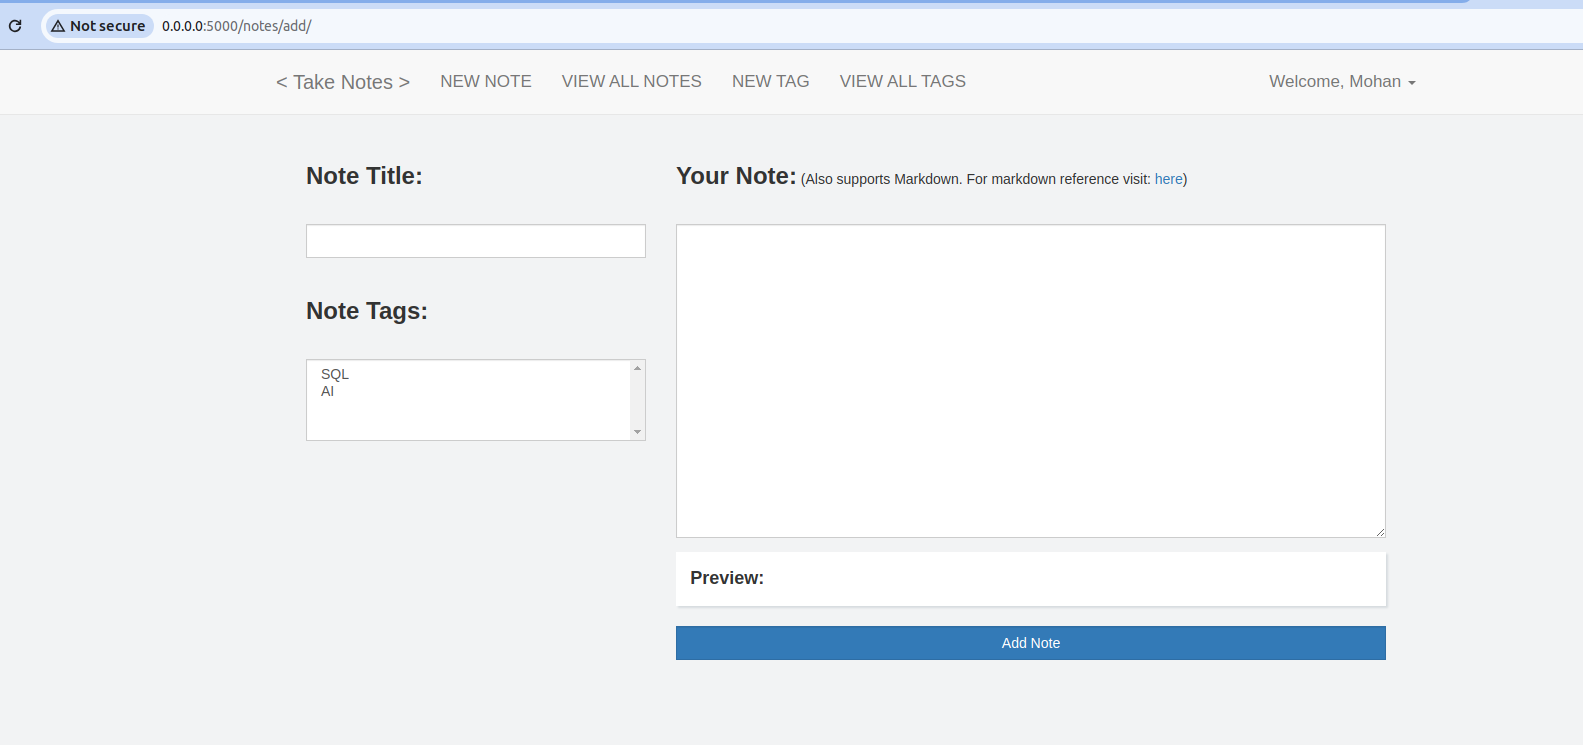 Not secure 0.0.0.0:5000/notes/add/
< Take Notes > NEW NOTE VIEW ALL NOTES NEW TAG VIEW ALL TAGS Welcome, Mohan
Note Title:
Your Note: (Also supports Markdown. For markdown reference visit: here)
Note Tags:
SQL
AI
Preview:
Add Note